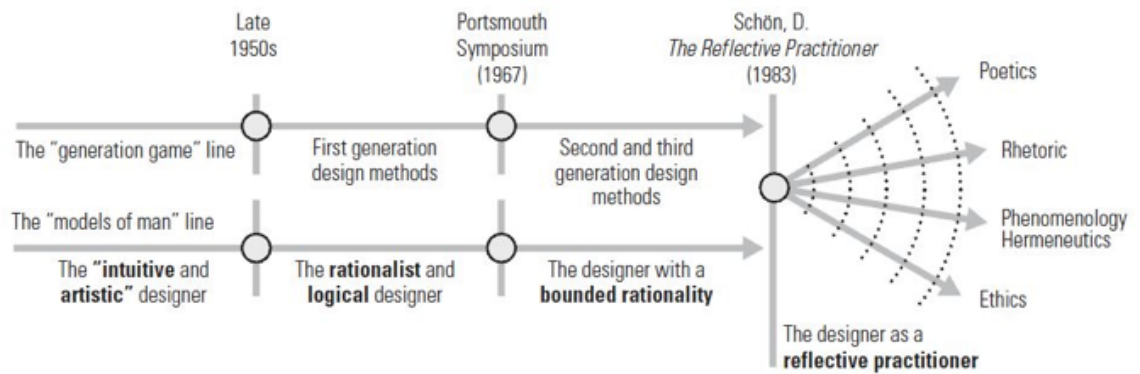 Late
1950s
Portsmouth
Symposium
(1967)
Schön, D.
The Reflective Practitioner
(1983)
The "generation game" line
First generation
design methods
Second and third
generation design
methods
The "models of man" line
The "intuitive and
artistic" designer
The rationalist and
logical designer
The designer with a
bounded rationality
The designer as a
reflective practitioner
Poetics
Rhetoric
Phenomenology
Hermeneutics
Ethics